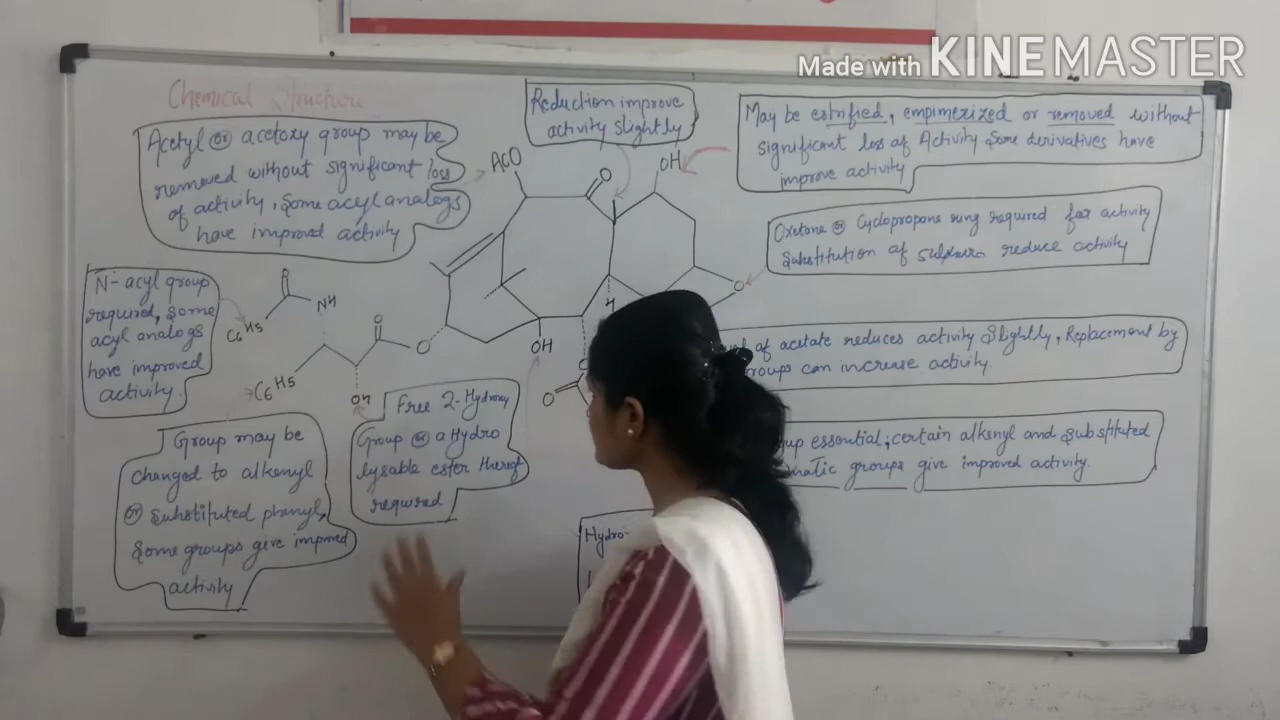 Made with KINEMASTER
Chemical Structure
Acetyl or acetoxy group may be
removed without significant loss
of activity, Some acyl analogs
have improved activity
Reduction improve
activity slightly
May be estrified, empimerized or removed without
significant loss of Activity Some derivatives have
improve activity
Oxetone or Cyclopropane ring required for activity
Substitution of reduce activity
of acetate reduces activity Slightly, Replacement by
groups can increase activity.
essential, certain alkenyl and Substituted
groups give improved activity.
N-acyl group
required, Some
acyl analogs
have improved
activity.
Group may be
changed to alkenyl
or Substituted phenyl,
Some groups give improved
activity
Free 2-Hydroxy
Group or a Hydro
lysable ester thereof
required
Hydro-
AcO
O
OH
O
O
NH
C6H5
O
C6H5
OH
O
OH
H
O